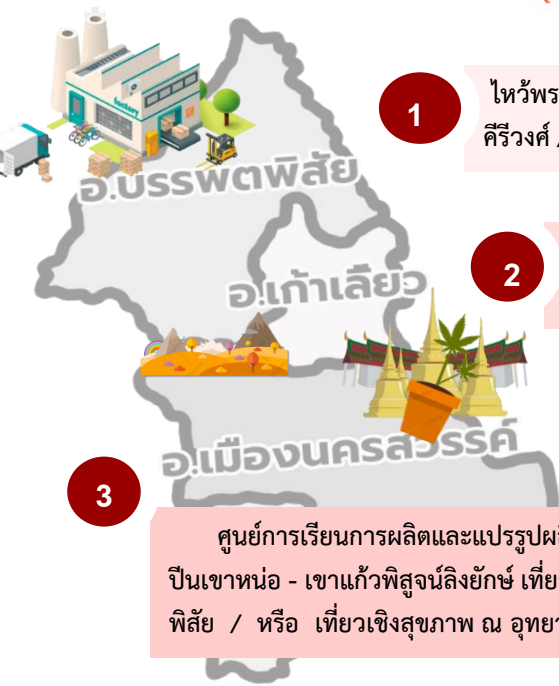 factory
1
ไหว้พร
คีรีวงศ์ /
อ.บรรพตพิสัย
2
อ.เก้าเลี้ยว
อ.เมืองนครสวรรค์
3
ศูนย์การเรียนการผลิตและแปรรูปผลิ
ปีนเขาหน่อ - เขาแก้วพิสูจน์ลิงยักษ์ เที่ย
พิสัย / หรือ เที่ยวเชิงสุขภาพ ณ อุทยา